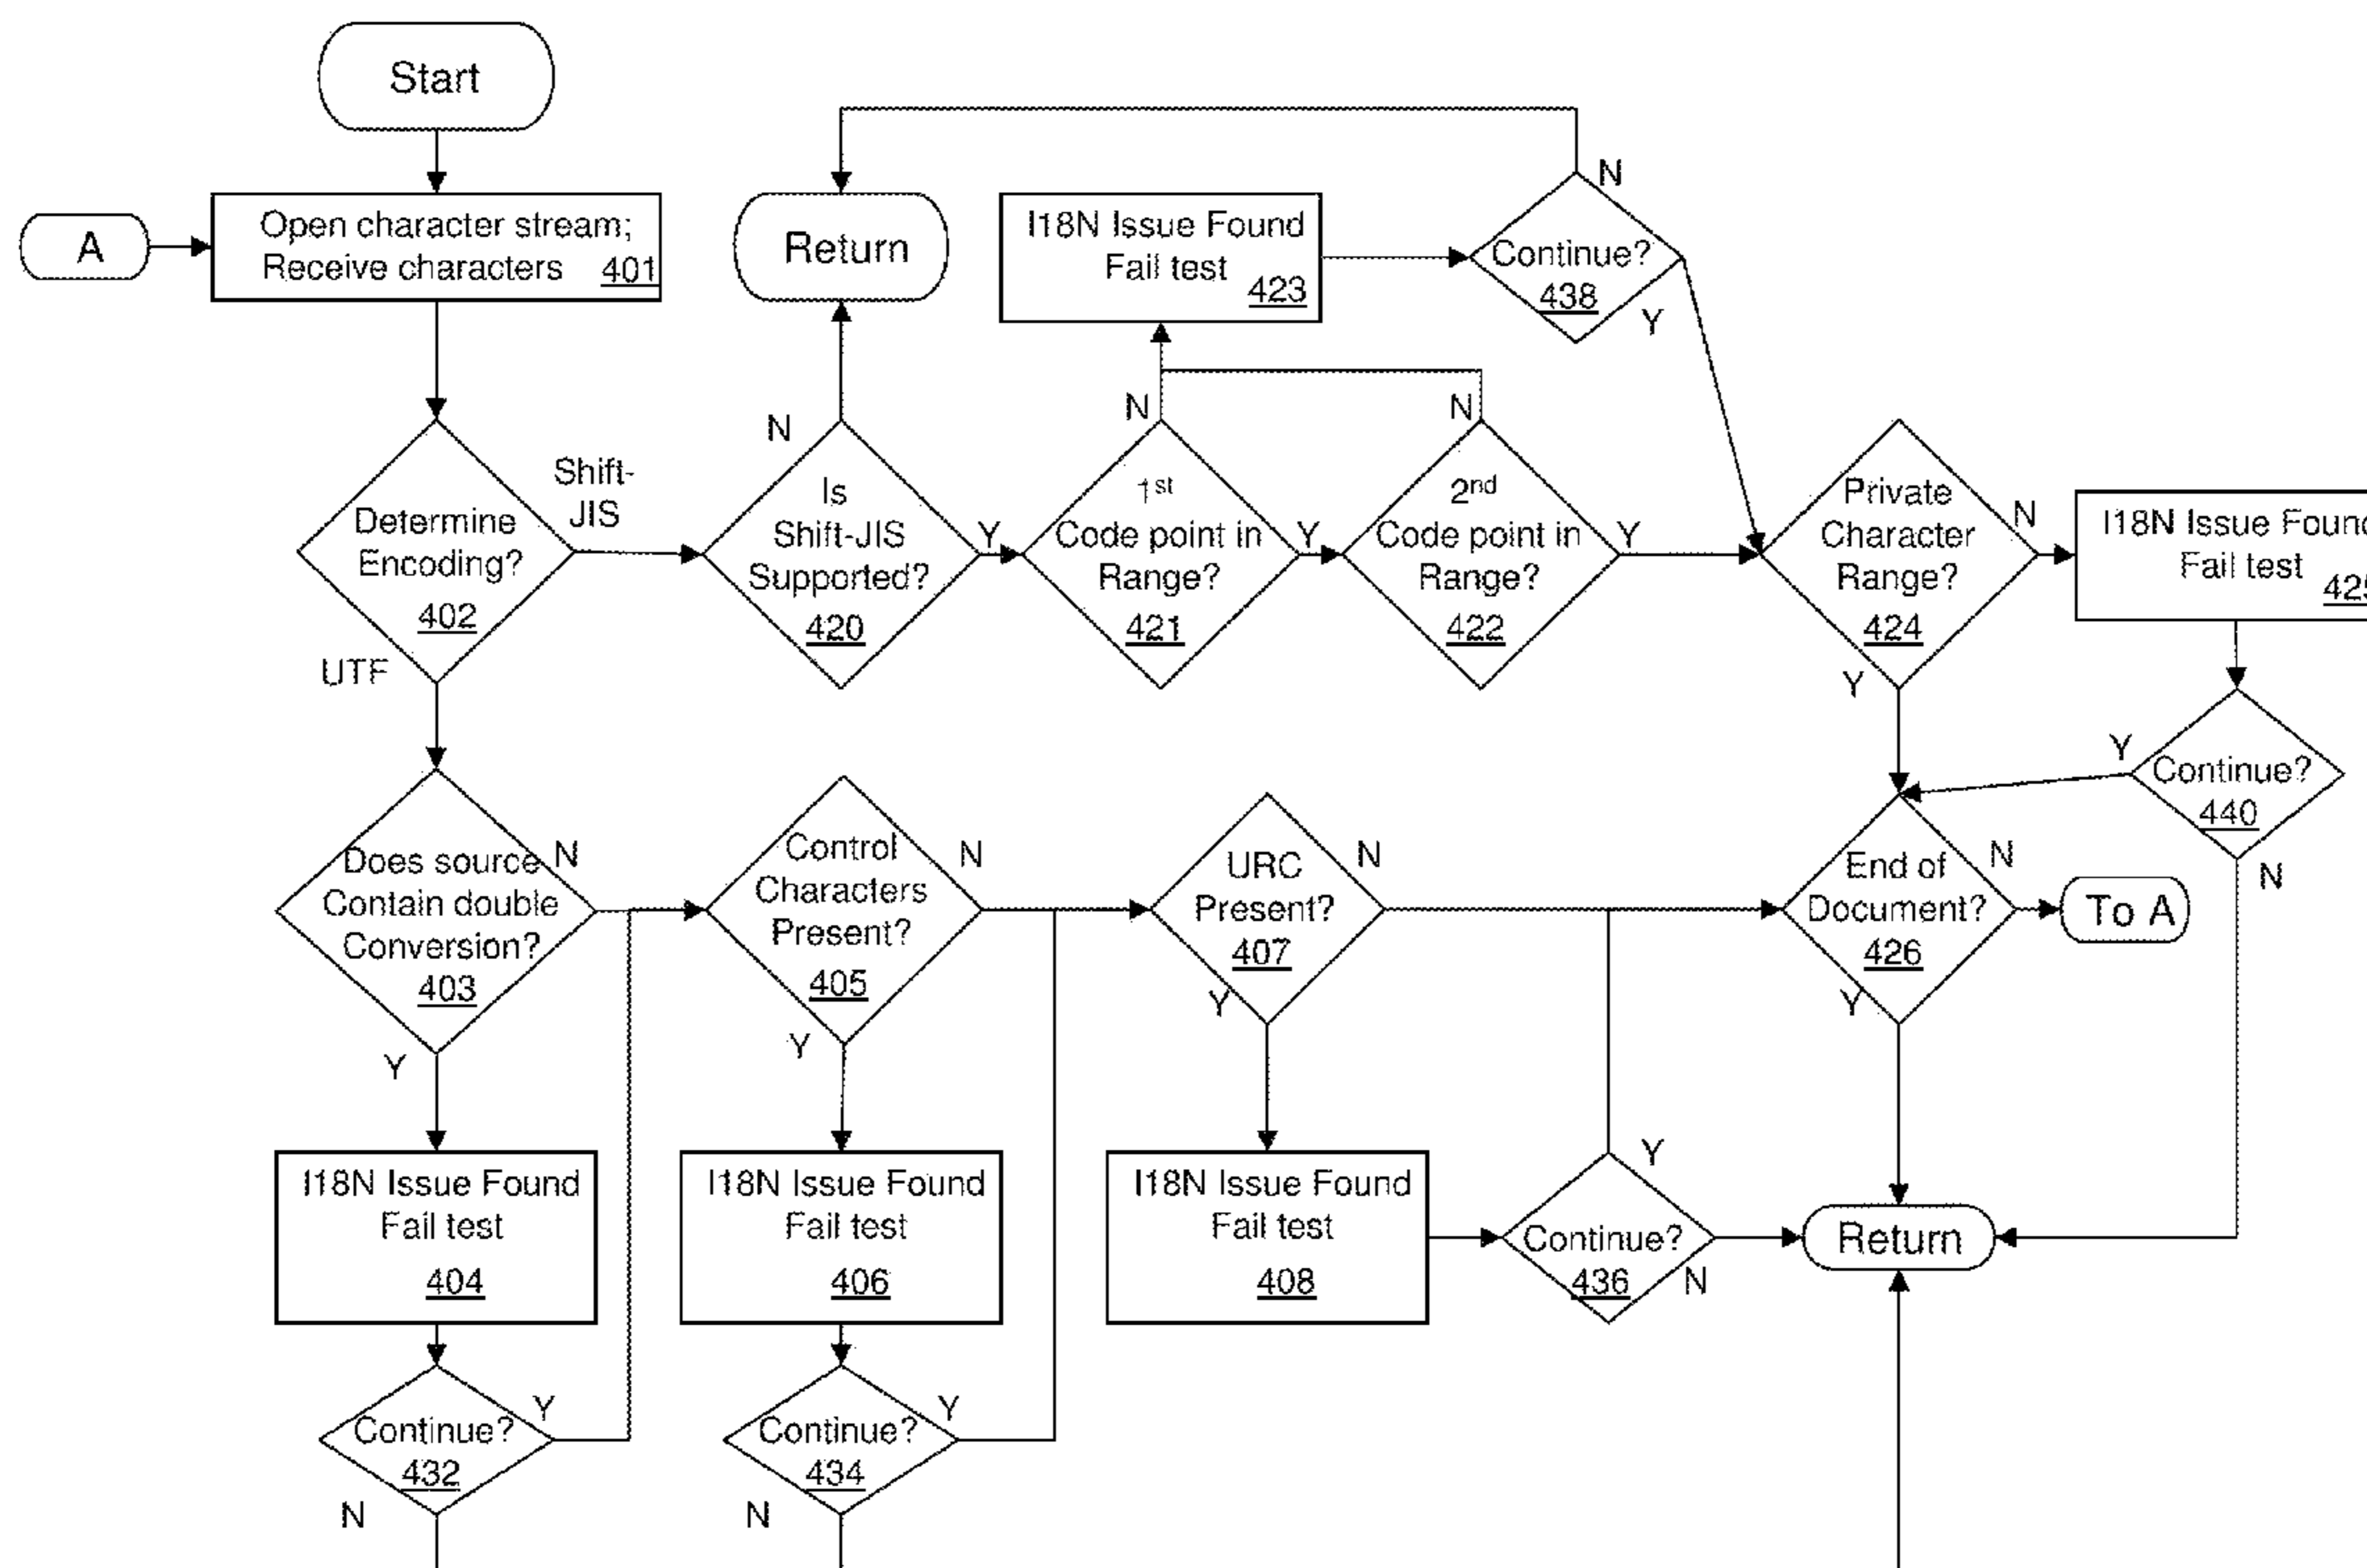 Start
A
Open character stream;
Receive characters 401
Return
I18N Issue Found
Fail test
423
N
Continue?
438
Y
Determine
Encoding?
402
Shift-
JIS
UTF
N
Is
Shift-JIS
Supported?
420
Y
N
1st
Code point in
Range?
421
Y
N
2nd
Code point in
Range?
422
Y
Private
Character
Range?
424
N
Y
I18N Issue Found
Fail test
425
Y
Continue?
440
N
Does source
Contain double
Conversion?
403
N
Y
Control
Characters
Present?
405
N
Y
URC
Present?
407
N
Y
End of
Document?
426
N
Y
To A
I18N Issue Found
Fail test
404
I18N Issue Found
Fail test
406
I18N Issue Found
Fail test
408
Y
Continue?
436
N
Return
Continue?
432
Y
N
Continue?
434
Y
N